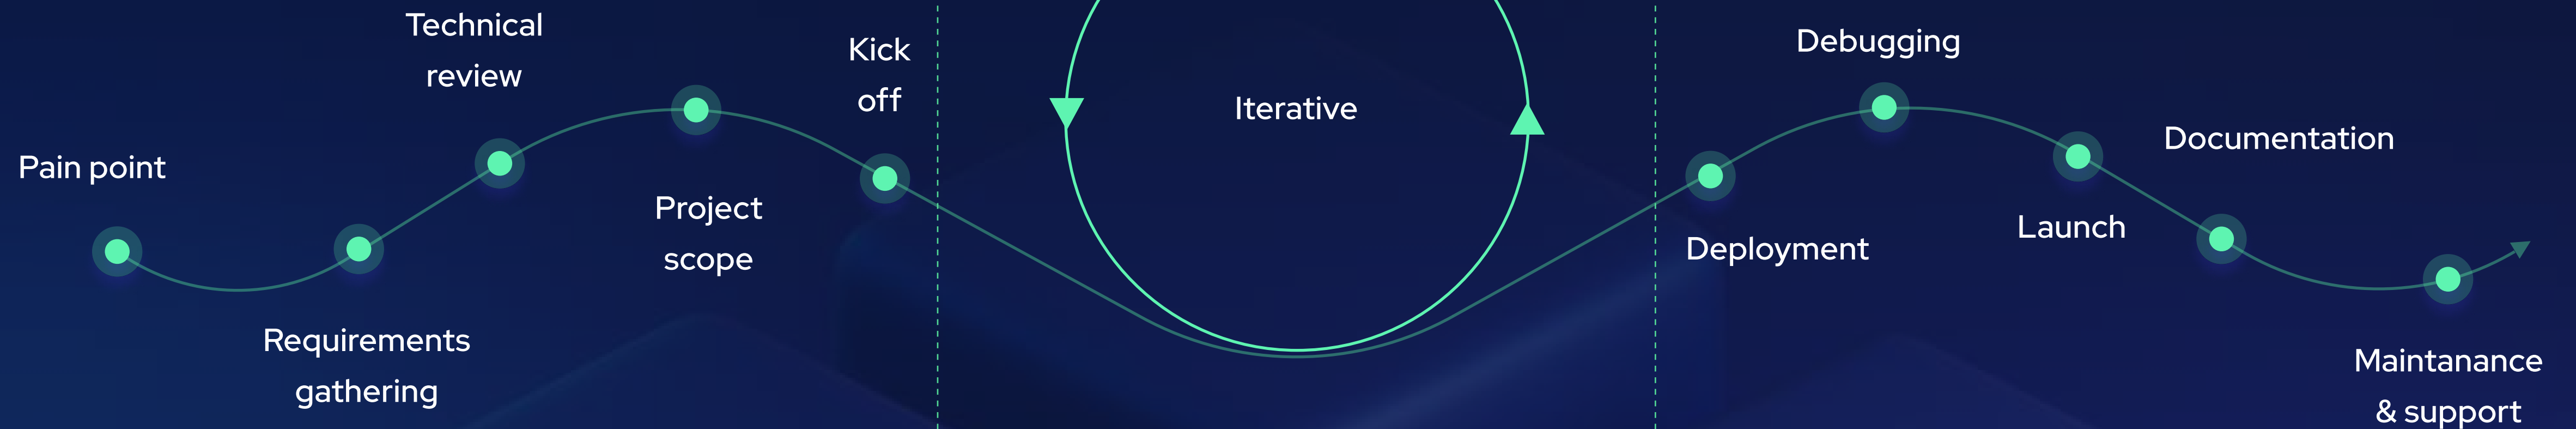 Pain point
Requirements
gathering
Technical
review
Project
scope
Kick
off
Iterative
Deployment
Debugging
Launch
Documentation
Maintanance
& support